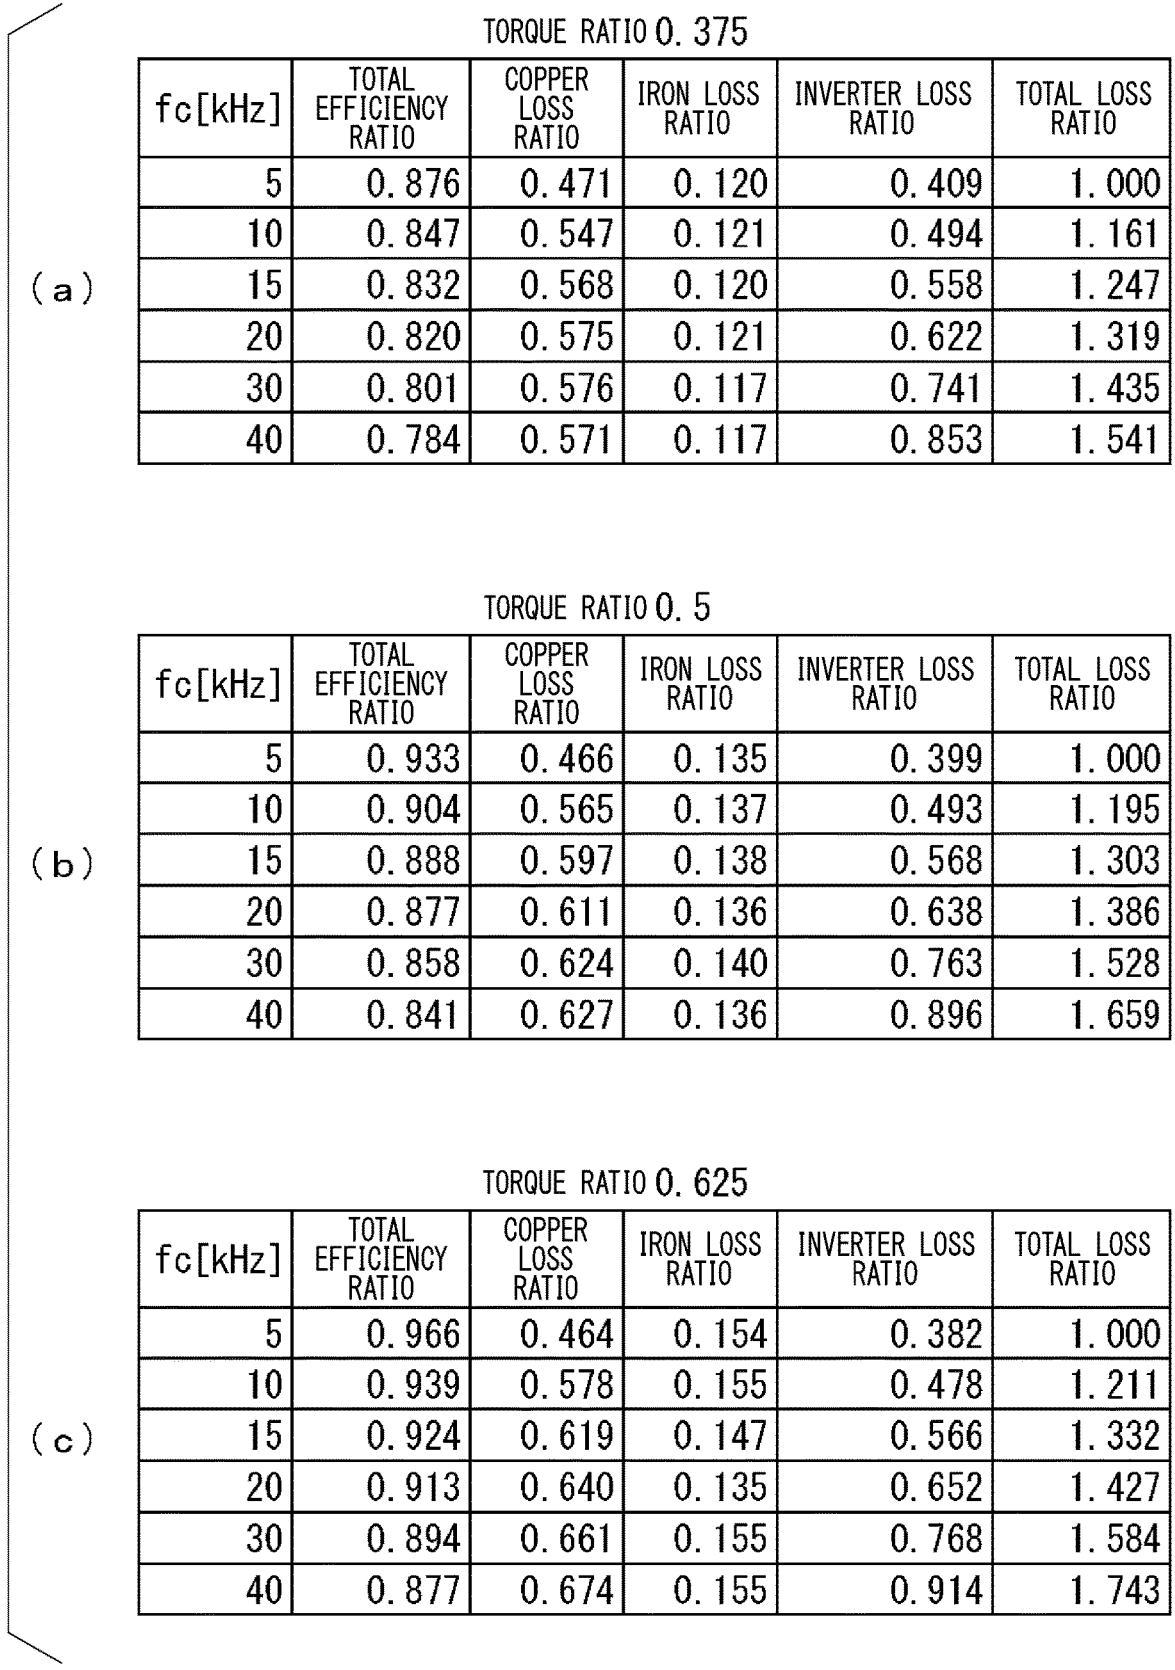 TORQUE RATIO 0.375
fc[kHz] TOTAL EFFICIENCY RATIO COPPER LOSS RATIO IRON LOSS RATIO INVERTER LOSS RATIO TOTAL LOSS RATIO
5 0.876 0.471 0.120 0.409 1.000
10 0.847 0.547 0.121 0.494 1.161
(a) 15 0.832 0.568 0.120 0.558 1.247
20 0.820 0.575 0.121 0.622 1.319
30 0.801 0.576 0.117 0.741 1.435
40 0.784 0.571 0.117 0.853 1.541
TORQUE RATIO 0.5
fc[kHz] TOTAL EFFICIENCY RATIO COPPER LOSS RATIO IRON LOSS RATIO INVERTER LOSS RATIO TOTAL LOSS RATIO
5 0.933 0.466 0.135 0.399 1.000
10 0.904 0.565 0.137 0.493 1.195
(b) 15 0.888 0.597 0.138 0.568 1.303
20 0.877 0.611 0.136 0.638 1.386
30 0.858 0.624 0.140 0.763 1.528
40 0.841 0.627 0.136 0.896 1.659
TORQUE RATIO 0.625
fc[kHz] TOTAL EFFICIENCY RATIO COPPER LOSS RATIO IRON LOSS RATIO INVERTER LOSS RATIO TOTAL LOSS RATIO
5 0.966 0.464 0.154 0.382 1.000
10 0.939 0.578 0.155 0.478 1.211
(c) 15 0.924 0.619 0.147 0.566 1.332
20 0.913 0.640 0.135 0.652 1.427
30 0.894 0.661 0.155 0.768 1.584
40 0.877 0.674 0.155 0.914 1.743